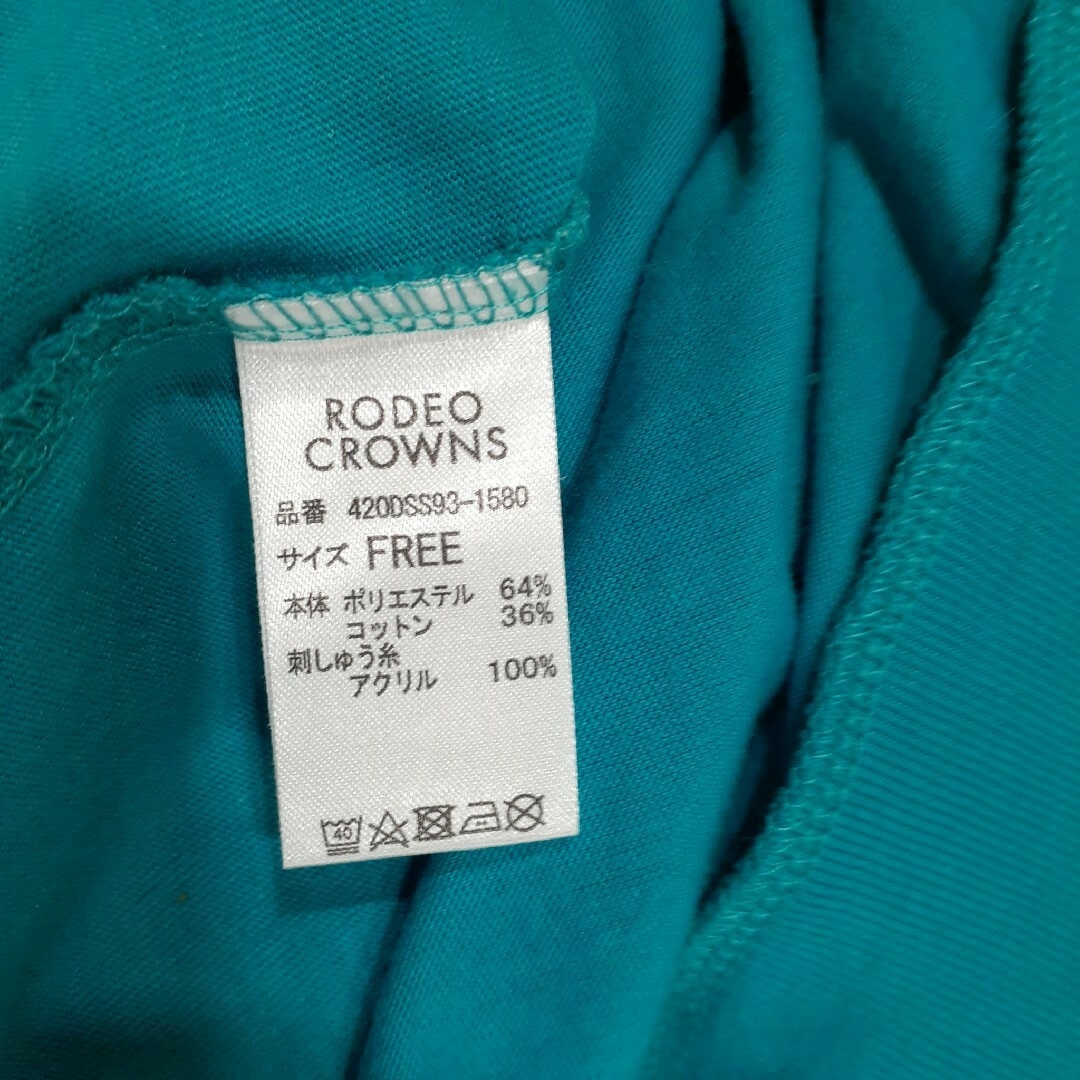 RODEO
CROWNS
品番 420DSS93-1580
サイズ FREE
本体 ポリエステル 64%
コットン 36%
刺しゅう糸
アクリル 100%
40